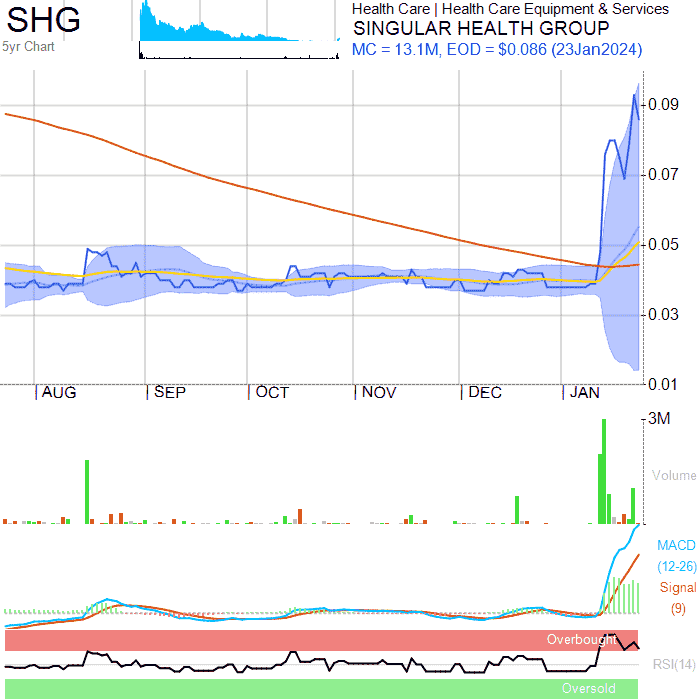 SHG
5yr Chart
Health Care | Health Care Equipment & Services
SINGULAR HEALTH GROUP
MC = 13.1M, EOD = $0.086 (23Jan2024)
0.09
0.07
0.05
0.03
0.01
AUG SEP OCT NOV DEC JAN
3M
Volume
MACD
(12-26)
Signal
(9)
Overbought
RSI(14)
Oversold